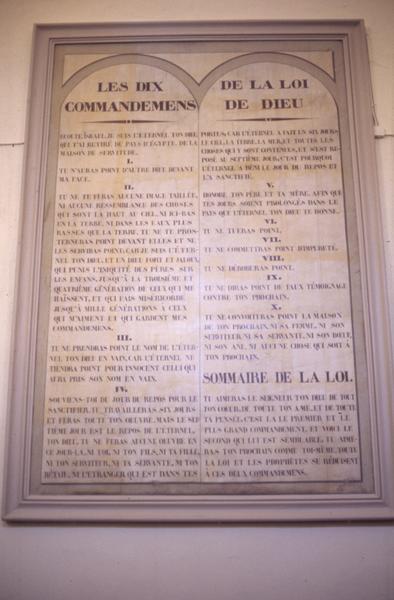 LES DIX
COMMANDEMENS
ECOUTE, ISRAEL, JE SUIS L'ETERNEL TON DIEU
QUI T'AI RETIRÉ DU PAYS D'ÉGYPTE, DE LA
MAISON DE SERVITUDE.
I.
TU N'AURAS POINT D'AUTRE DIEU DEVANT
MA FACE.
II.
TU NE TE FERAS AUCUNE IMAGE TAILLÉE,
NI AUCUNE RESSEMBLANCE DES CHOSES
QUI SONT LA HAUT AU CIEL, NI ICI-BAS
EN LA TERRE, NI DANS LES EAUX PLUS
BASSES QUE LA TERRE. TU NE TE PROS-
TERNERAS POINT DEVANT ELLES ET NE
LES SERVIRAS POINT, CAR JE SUIS L'ÉTER-
NEL TON DIEU, ET UN DIEU FORT ET JALOUX,
QUI PUNIS L'INIQUITÉ DES PÈRES SUR
LES ENFANS, JUSQU'À LA TROISIÈME ET
QUATRIÈME GÉNÉRATION DE CEUX QUI ME
HAÏSSENT, ET QUI FAIS MISERICORDE
JUSQU'À MILLE GÉNÉRATIONS A CEUX
QUI M'AIMENT ET QUI GARDENT MES
COMMANDEMENS.
III.
TU NE PRENDRAS POINT LE NOM DE L'ÉTER-
NEL TON DIEU EN VAIN, CAR L'ÉTERNEL NE
TIENDRA POINT POUR INNOCENT CELUI QUI
AURA PRIS SON NOM EN VAIN.
IV.
SOUVIENS-TOI DU JOUR DU REPOS POUR LE
SANCTIFIER. TU TRAVAILLERAS SIX JOURS
ET FERAS TOUTE TON OEUVRE, MAIS LE SEP-
TIÈME JOUR EST LE REPOS DE L'ÉTERNEL
TON DIEU. TU NE FERAS AUCUNE OEUVRE EN
CE JOUR-LÀ, NI TOI, NI TON FILS, NI TA FILLE,
NI TON SERVITEUR, NI TA SERVANTE, NI TON
BÉTAIL, NI L'ETRANGER QUI EST DANS TES
DE LA LOI
DE DIEU
PORTES; CAR L'ÉTERNEL A FAIT EN SIX JOURS
LE CIEL, LA TERRE, LA MER, ET TOUTES LES
CHOSES QUI Y SONT CONTENUES, ET S'EST RE-
POSÉ AU SEPTIÈME JOUR, C'EST POURQUOI
L'ÉTERNEL A BÉNI LE JOUR DU REPOS ET
L'A SANCTIFIÉ.
V.
HONORE TON PÈRE ET TA MÈRE, AFIN QUE
TES JOURS SOIENT PROLONGÉS DANS LE
PAYS QUE L'ÉTERNEL TON DIEU TE DONNE.
VI.
TU NE TUERAS POINT.
VII.
TU NE COMMETTRAS POINT D'IMPURETÉ.
VIII.
TU NE DÉROBERAS POINT.
IX.
TU NE DIRAS POINT DE FAUX TÉMOIGNAGE
CONTRE TON PROCHAIN.
X.
TU NE CONVOITERAS POINT LA MAISON
DE TON PROCHAIN, NI SA FEMME, NI SON
SERVITEUR, NI SA SERVANTE, NI SON BOEUF,
NI SON ANE, NI AUCUNE CHOSE QUI SOIT À
TON PROCHAIN.
SOMMAIRE DE LA LOI.
TU AIMERAS LE SEIGNEUR TON DIEU DE TOUT
TON COEUR, DE TOUTE TON AME, ET DE TOUTE
TA PENSÉE, C'EST LÀ LE PREMIER ET LE
PLUS GRAND COMMANDEMENT, ET VOICI LE
SECOND QUI LUI EST SEMBLABLE, TU AIME-
RAS TON PROCHAIN COMME TOI-MÊME, TOUTE
LA LOI ET LES PROPHÈTES SE RÉDUISENT
À CES DEUX COMMANDEMENS.